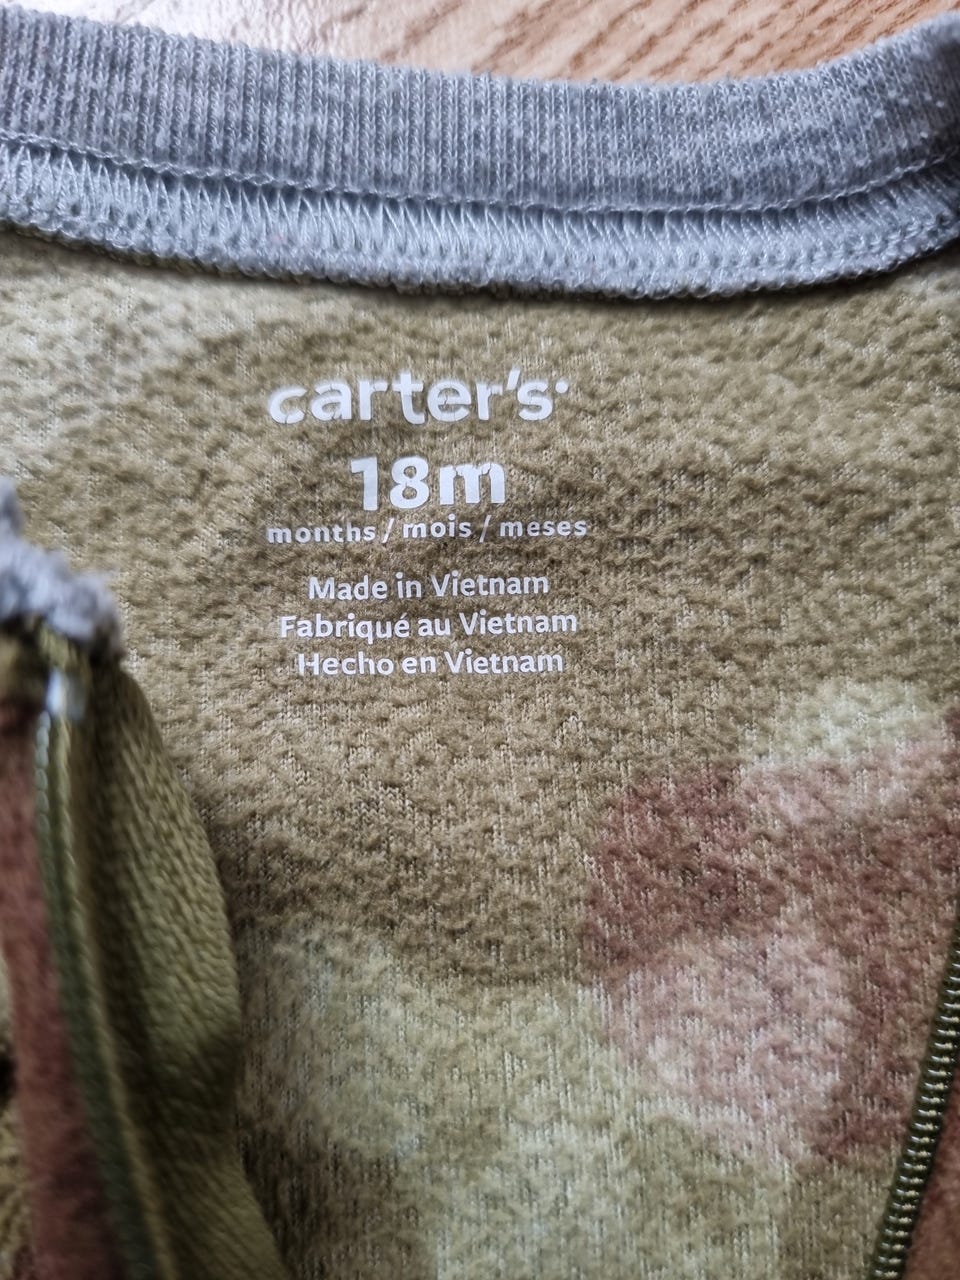 carter's
18m
months / mois / meses
Made in Vietnam
Fabriqué au Vietnam
Hecho en Vietnam